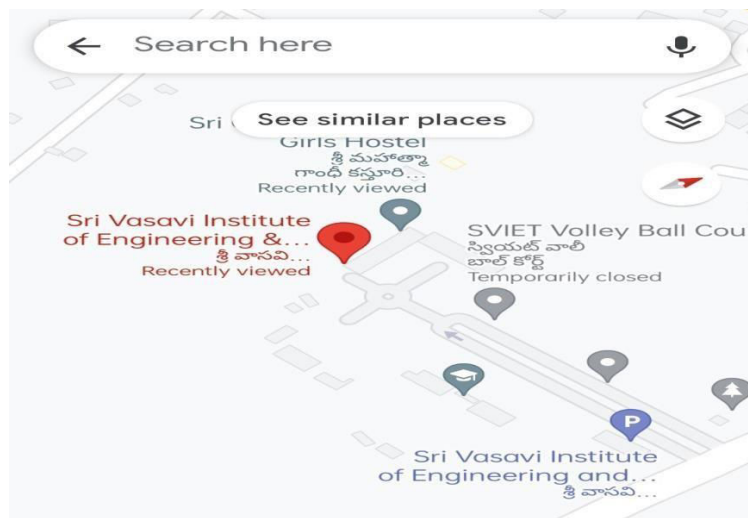 Search here
See similar places
Sri
Girls Hostel
శ్రీ మహాత్మా
గాంధీ కస్తూరి...
Recently viewed
Sri Vasavi Institute
of Engineering &...
శ్రీ వాసవి...
Recently viewed
SVIET Volley Ball Cou
స్వియట్ వాలీ
బాల్ కోర్ట్
Temporarily closed
P
Sri Vasavi Institute
of Engineering and...
శ్రీ వాసవి...